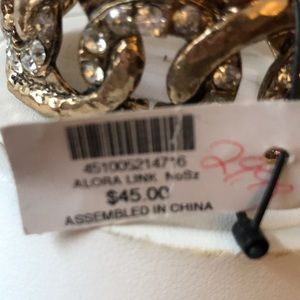 451005214716
ALORA LINK NoSz
$45.00
ASSEMBLED IN CHINA